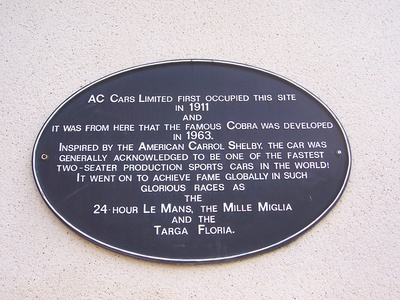 AC Cars Limited first occupied this site
in 1911
and
it was from here that the famous Cobra was developed
in 1963.
Inspired by the American Carrol Shelby, the car was
generally acknowledged to be one of the fastest
two-seater production sports cars in the world!
It went on to achieve fame globally in such
glorious races as
the
24-hour Le Mans, the Mille Miglia
and the
Targa Floria.